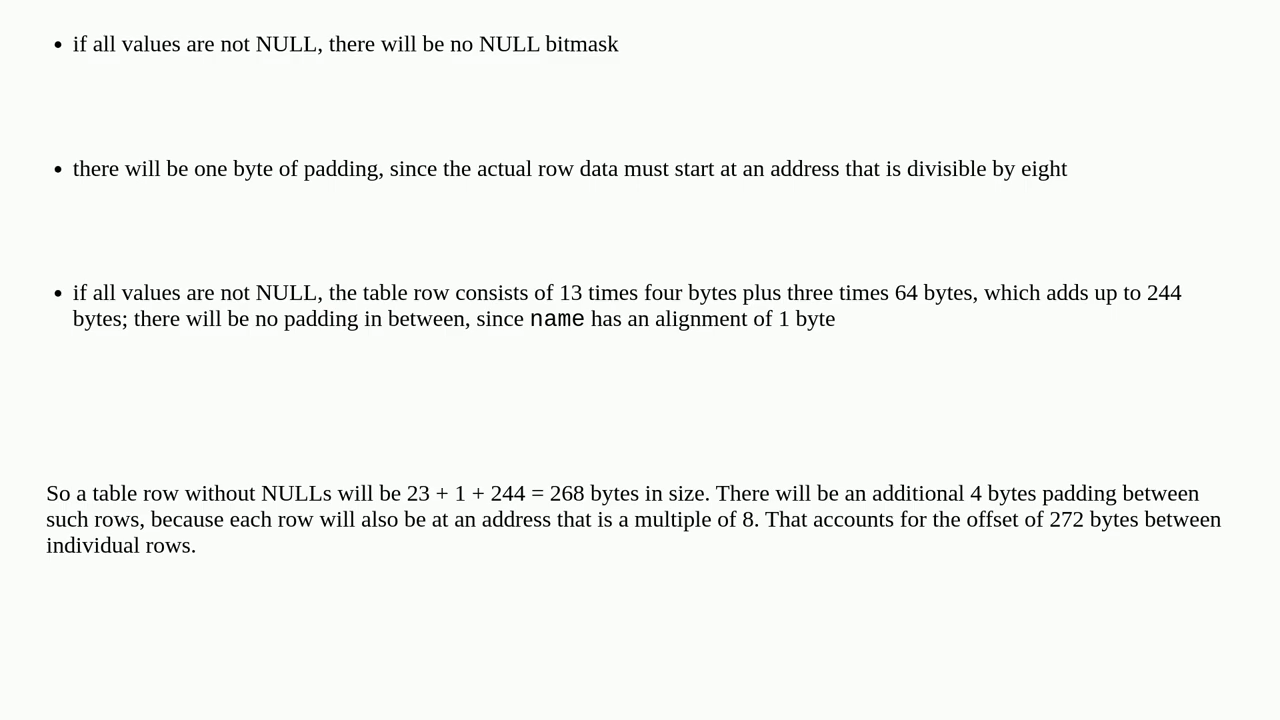 • if all values are not NULL, there will be no NULL bitmask
• there will be one byte of padding, since the actual row data must start at an address that is divisible by eight
• if all values are not NULL, the table row consists of 13 times four bytes plus three times 64 bytes, which adds up to 244
bytes; there will be no padding in between, since name has an alignment of 1 byte
So a table row without NULLs will be 23 + 1 + 244 = 268 bytes in size. There will be an additional 4 bytes padding between
such rows, because each row will also be at an address that is a multiple of 8. That accounts for the offset of 272 bytes between
individual rows.